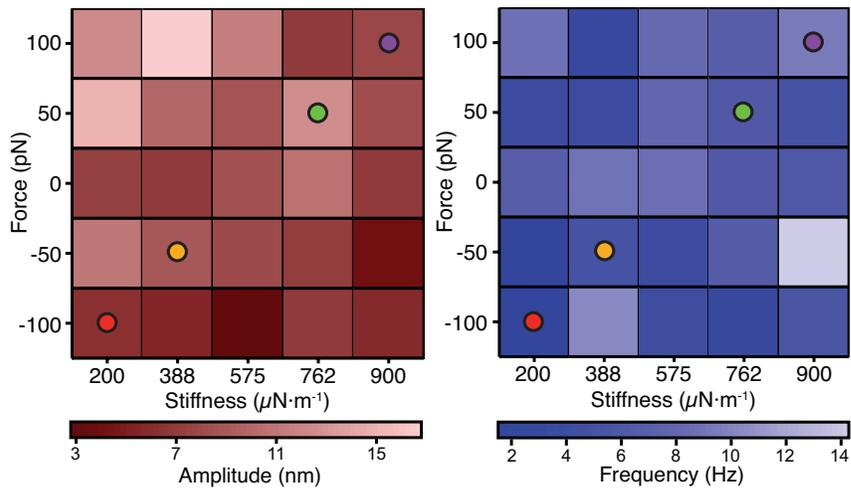 100
50
0
-50
-100
Force (pN)
200 388 575 762 900
Stiffness (µN·m⁻¹)
3 7 11 15
Amplitude (nm)
100
50
0
-50
-100
Force (pN)
200 388 575 762 900
Stiffness (µN·m⁻¹)
2 4 6 8 10 12 14
Frequency (Hz)